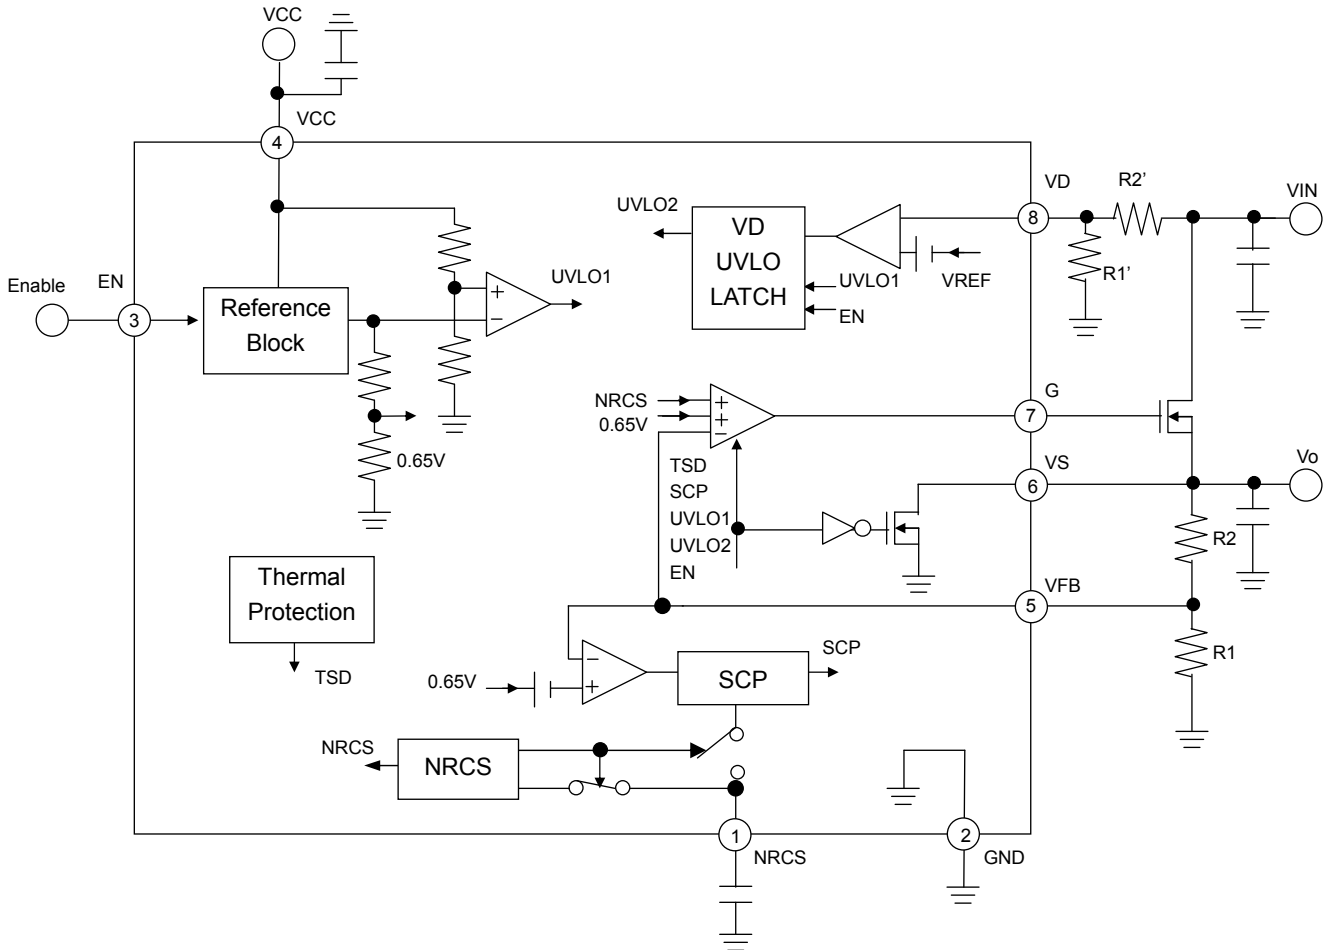 VCC
VCC
4
VD
R2’
VIN
8
UVLO2
VD
UVLO
LATCH
R1’
VREF
UVLO1
EN
Enable
EN
3
Reference
Block
+
−
UVLO1
0.65V
NRCS
0.65V
+
+
−
G
7
TSD
SCP
UVLO1
UVLO2
EN
VS
6
Vo
R2
VFB
5
R1
Thermal
Protection
TSD
0.65V
−
+
SCP
SCP
NRCS
NRCS
1
NRCS
2
GND